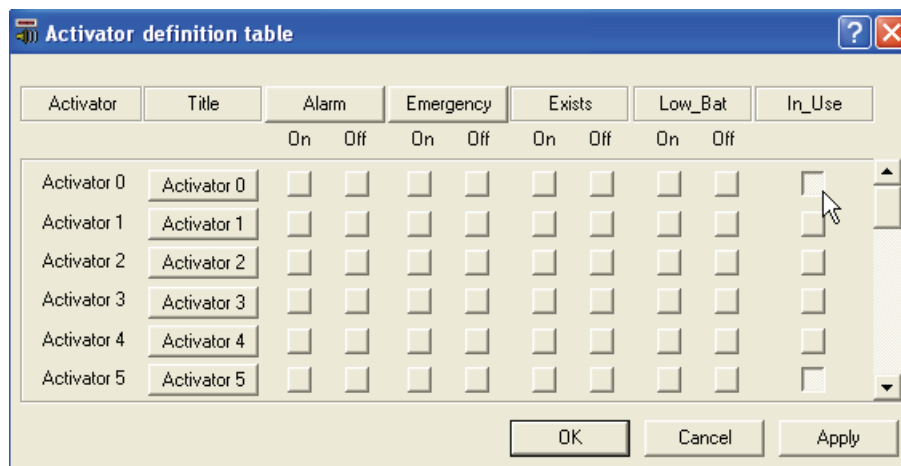 Activator definition table
Activator Title Alarm Emergency Exists Low_Bat In_Use
On Off On Off On Off On Off
Activator 0 Activator 0
Activator 1 Activator 1
Activator 2 Activator 2
Activator 3 Activator 3
Activator 4 Activator 4
Activator 5 Activator 5
OK Cancel Apply